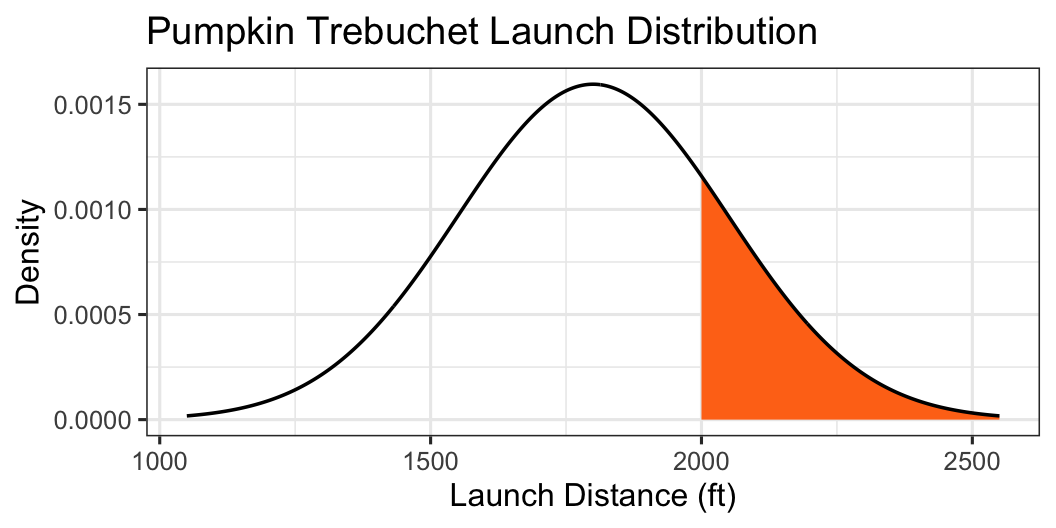 Pumpkin Trebuchet Launch Distribution
0.0015
0.0010
0.0005
0.0000
Density
1000 1500 2000 2500
Launch Distance (ft)